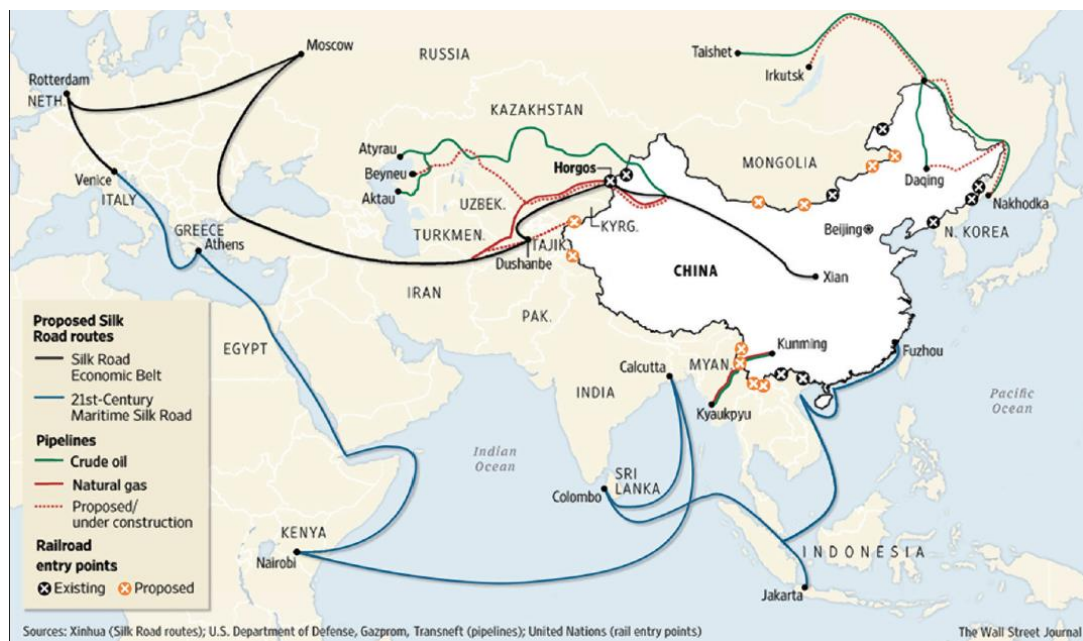 Moscow
RUSSIA
Taishet
Irkutsk
Rotterdam
NETH.
KAZAKHSTAN
Atyrau
Beyneu
Aktau
Horgos
MONGOLIA
Daqing
Nakhodka
Venice
ITALY
UZBEK.
TURKMEN.
KYRG.
TAJIK.
Dushanbe
Beijing
N. KOREA
GREECE
Athens
CHINA
Xian
IRAN
PAK.
EGYPT
Calcutta
MYAN.
Kunming
Fuzhou
INDIA
Kyaukpyu
Pacific
Ocean
Indian
Ocean
SRI
LANKA
Colombo
KENYA
Nairobi
INDONESIA
Jakarta
Proposed Silk
Road routes
Silk Road
Economic Belt
21st-Century
Maritime Silk Road
Pipelines
Crude oil
Natural gas
Proposed/
under construction
Railroad
entry points
Existing
Proposed
Sources: Xinhua (Silk Road routes); U.S. Department of Defense, Gazprom, Transneft (pipelines); United Nations (rail entry points)
The Wall Street Journal